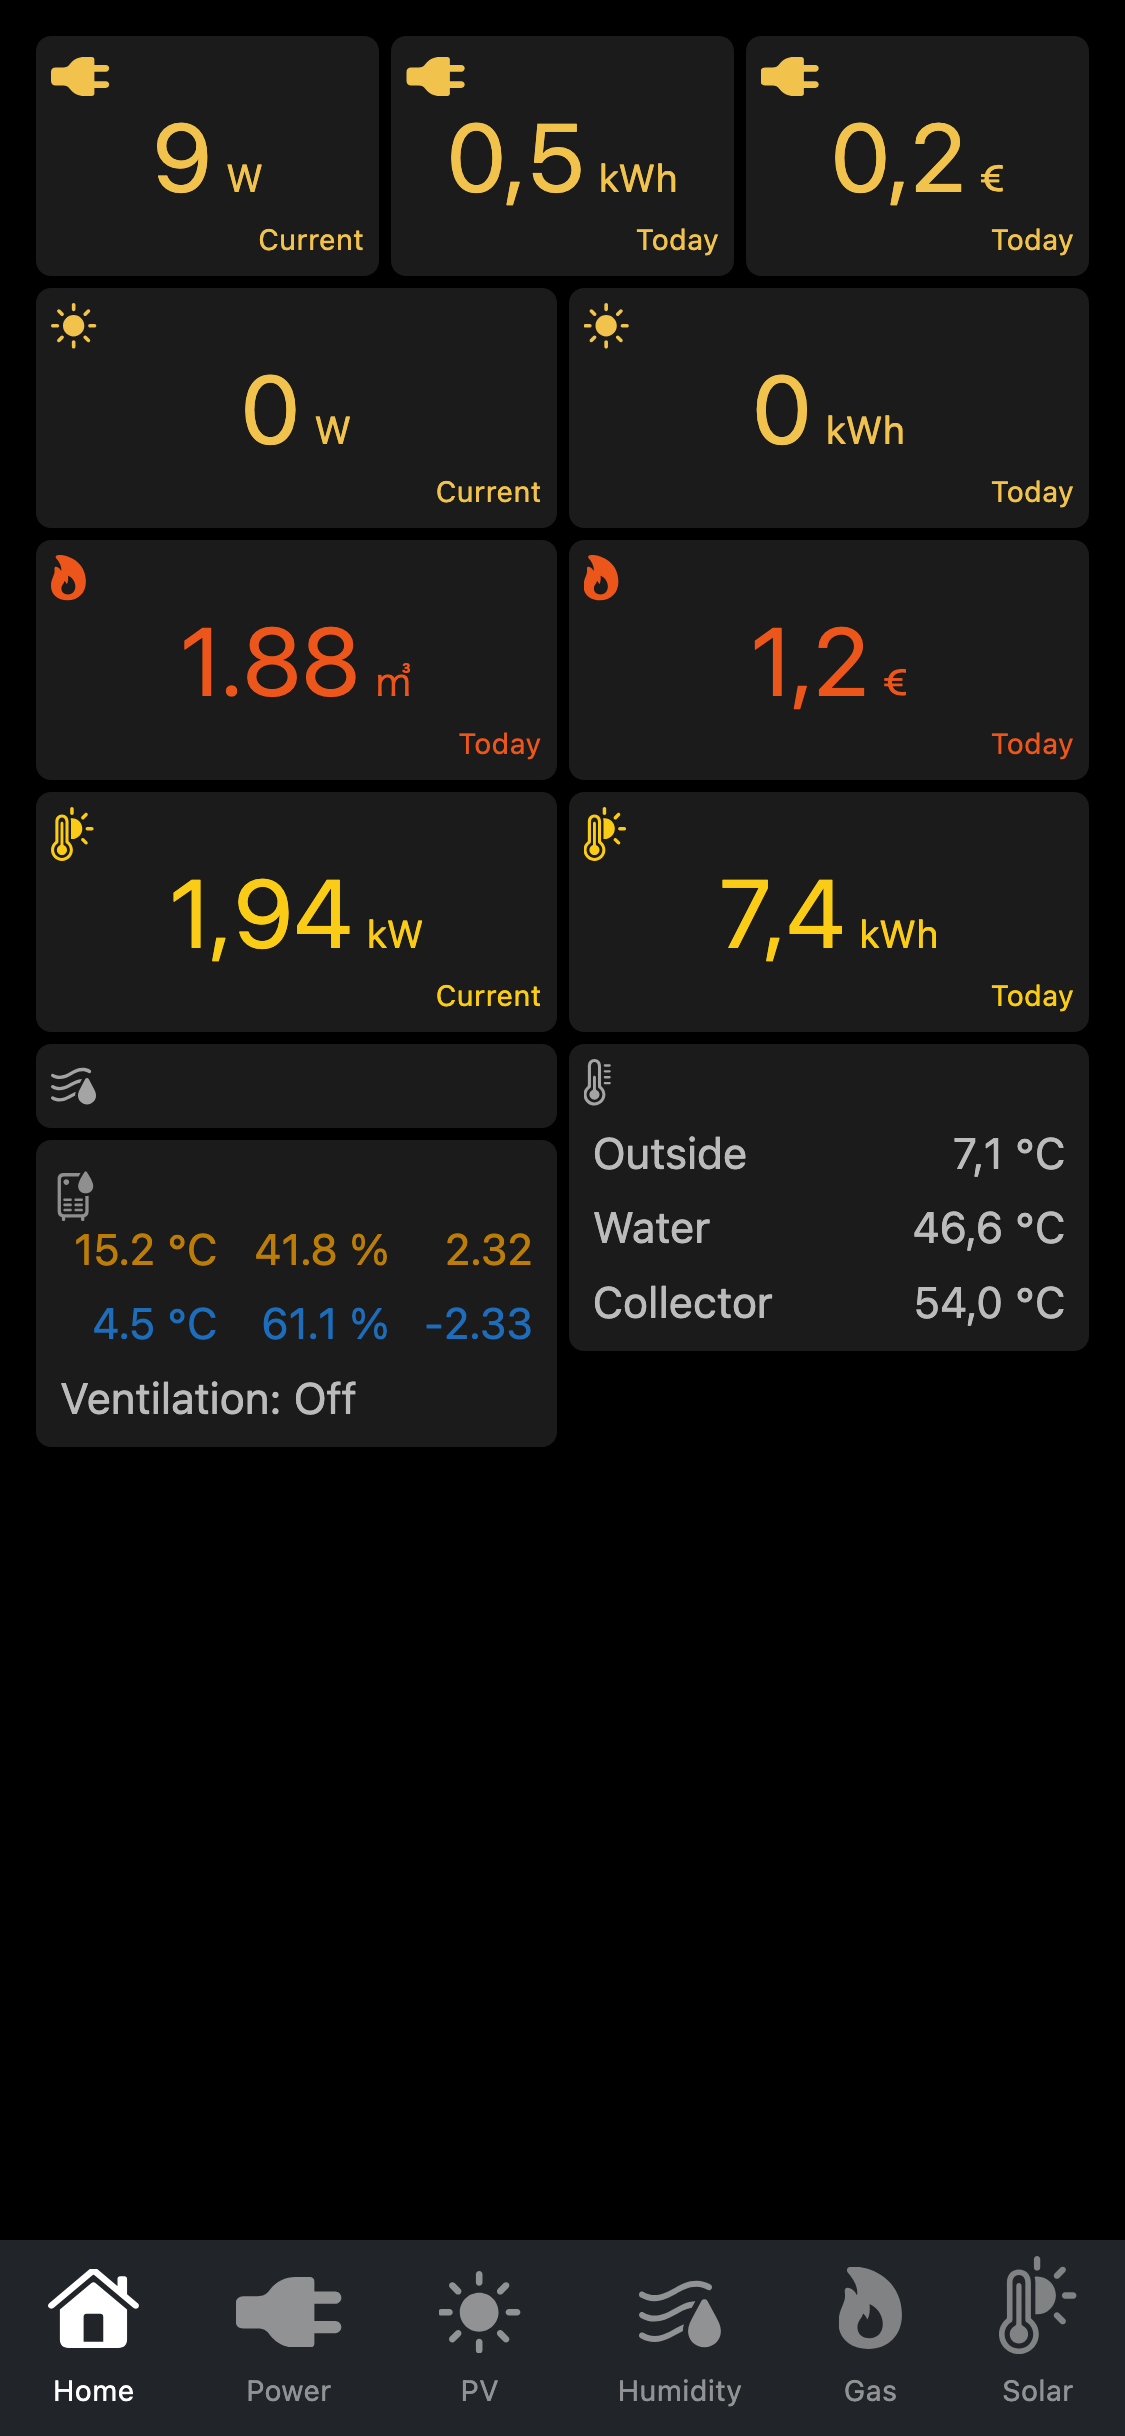 9 W
Current
0,5 kWh
Today
0,2 €
Today
0 W
Current
0 kWh
Today
1.88 m³
Today
1,2 €
Today
1,94 kW
Current
7,4 kWh
Today
15.2 °C 41.8 % 2.32
4.5 °C 61.1 % -2.33
Ventilation: Off
Outside 7,1 °C
Water 46,6 °C
Collector 54,0 °C
Home Power PV Humidity Gas Solar